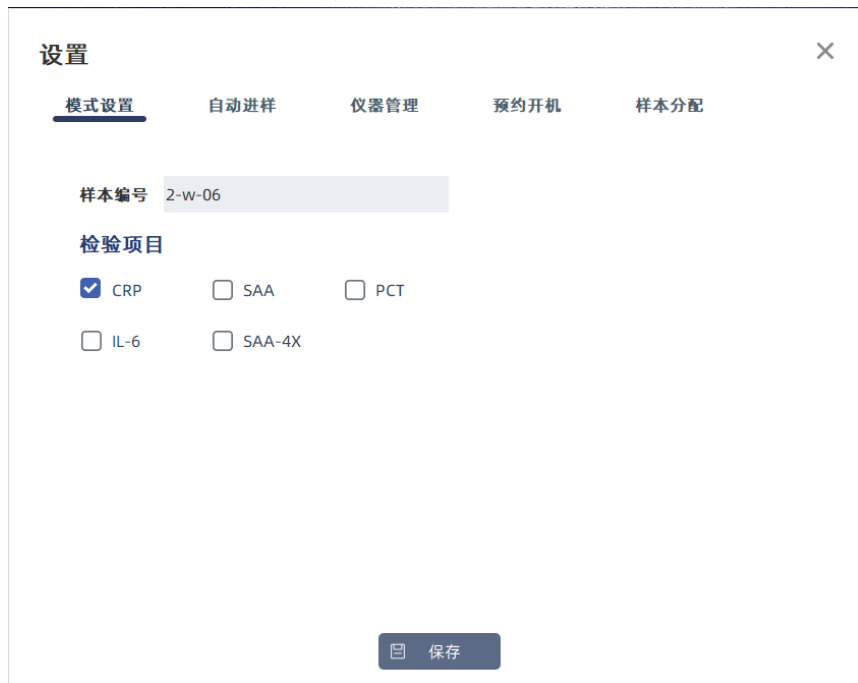 设置
模式设置 自动进样 仪器管理 预约开机 样本分配
样本编号 2-w-06
检验项目
CRP SAA PCT
IL-6 SAA-4X
保存